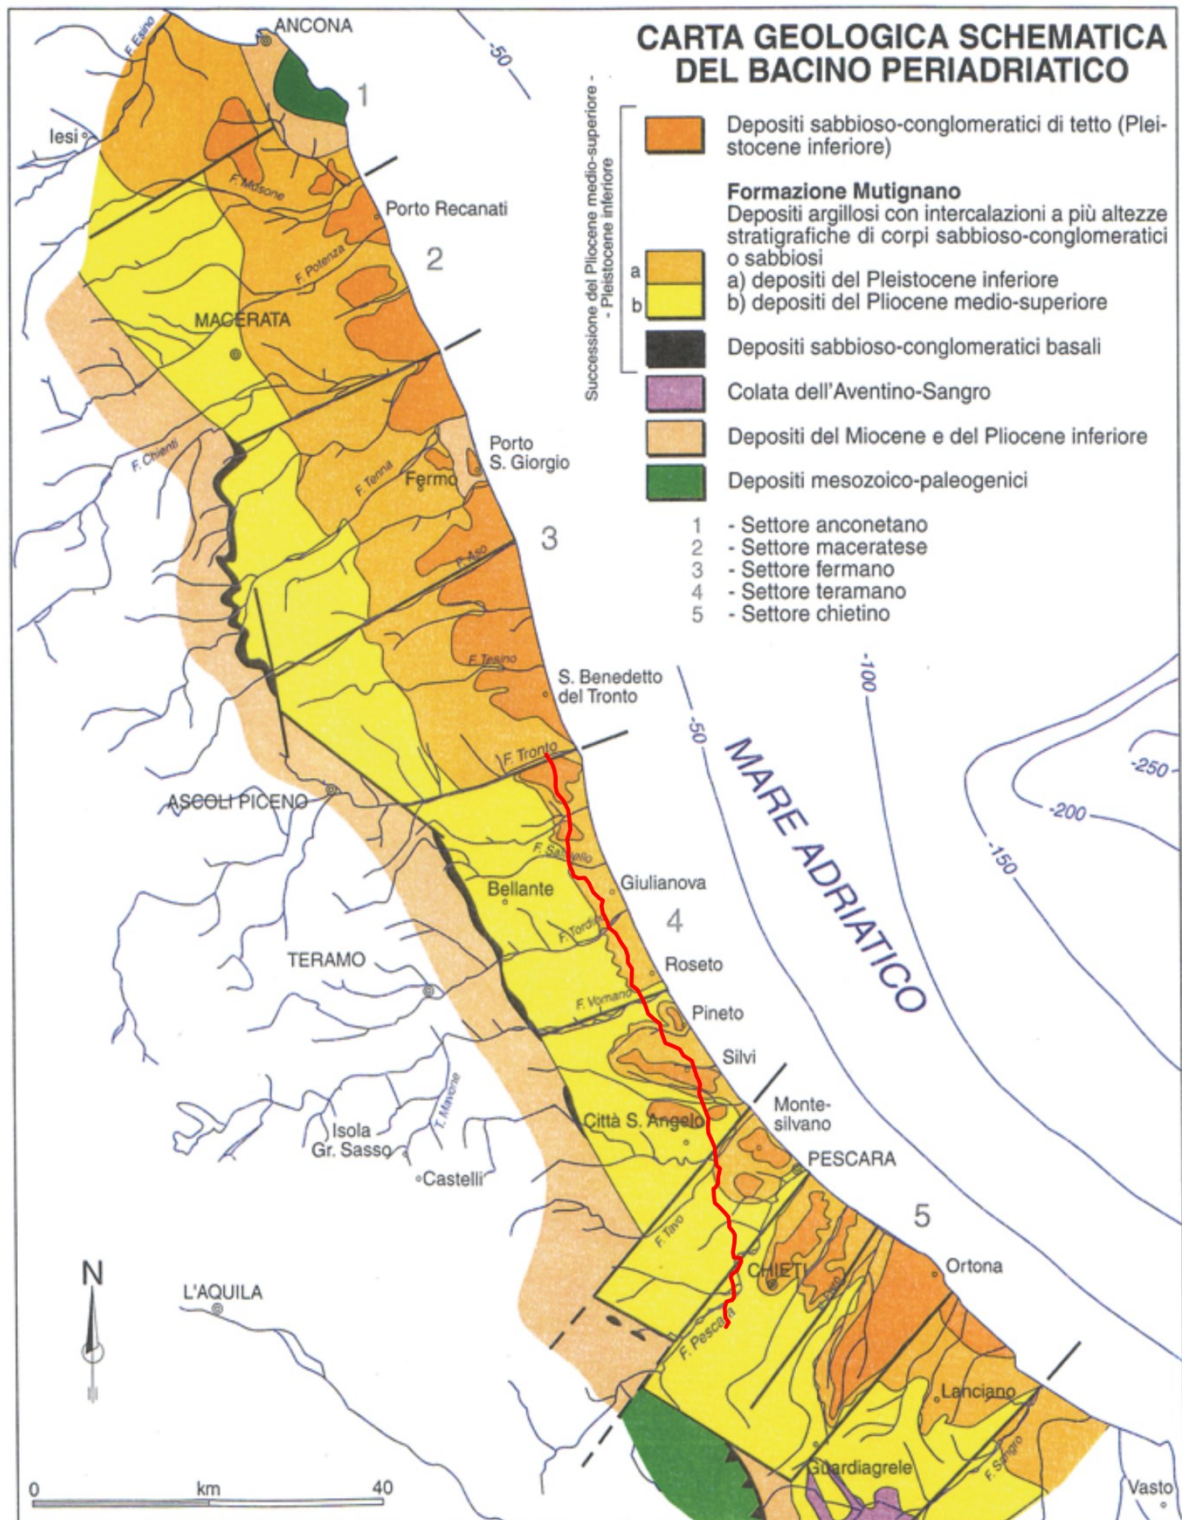 CARTA GEOLOGICA SCHEMATICA
DEL BACINO PERIADRIATICO
Successione del Pliocene medio-superiore -
- Pleistocene inferiore
Depositi sabbioso-conglomeratici di tetto (Plei-
stocene inferiore)
Formazione Mutignano
Depositi argillosi con intercalazioni a più altezze
stratigrafiche di corpi sabbioso-conglomeratici
o sabbiosi
a
a) depositi del Pleistocene inferiore
b
b) depositi del Pliocene medio-superiore
Depositi sabbioso-conglomeratici basali
Colata dell'Aventino-Sangro
Depositi del Miocene e del Pliocene inferiore
Depositi mesozoico-paleogenici
1 - Settore anconetano
2 - Settore maceratese
3 - Settore fermano
4 - Settore teramano
5 - Settore chietino
ANCONA
F. Esino
-50
1
Iesi
F. Musone
Porto Recanati
2
F. Potenza
MACERATA
F. Chienti
Porto
S. Giorgio
F. Tenna
Fermo
3
F. Aso
F. Tesino
S. Benedetto
del Tronto
-100
-50
F. Tronto
MARE ADRIATICO
-250
-200
-150
ASCOLI PICENO
Bellante
Giulianova
4
F. Tordino
TERAMO
Roseto
F. Vomano
Pineto
Silvi
T. Mavone
Monte-
silvano
Città S. Angelo
Isola
Gr. Sasso
Castelli
PESCARA
5
F. Tavo
N
CHIETI
Ortona
L'AQUILA
F. Pescara
Lanciano
F. Sangro
Guardiagrele
Vasto
0
km
40